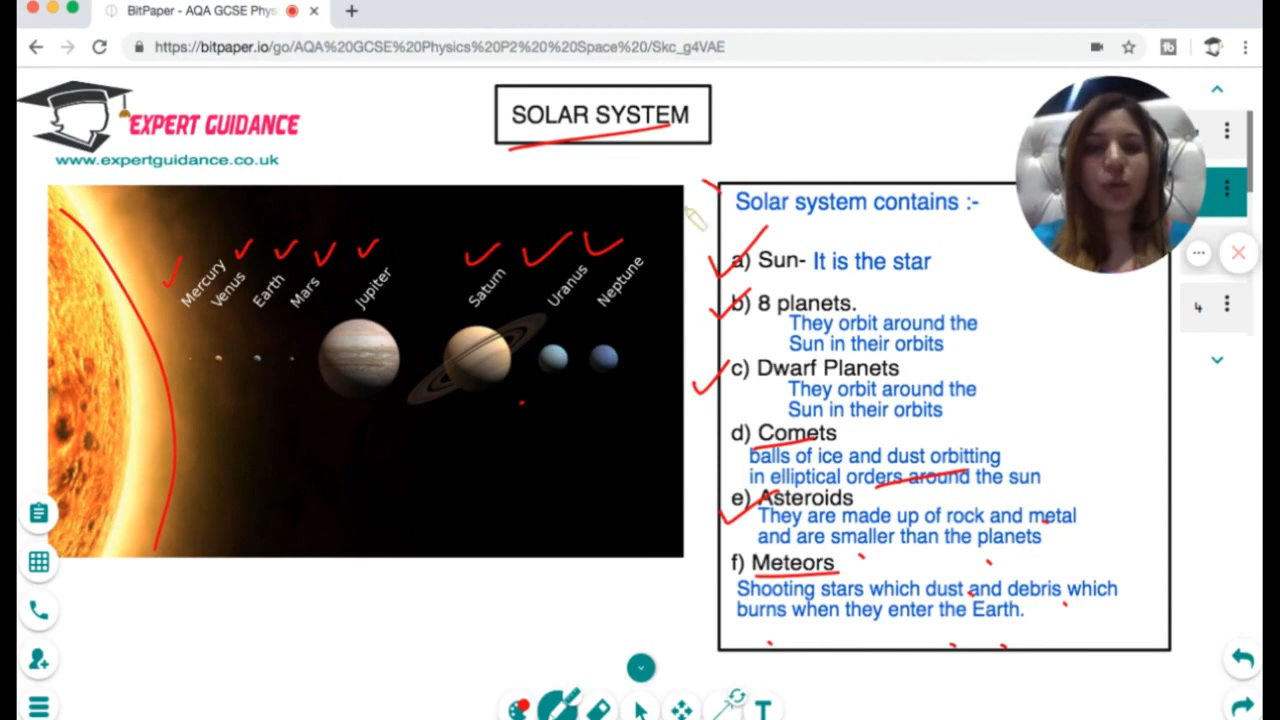 BitPaper - AQA GCSE Phys
https://bitpaper.io/go/AQA%20GCSE%20Physics%20P2%20%20Space%20/Skc_g4VAE
EXPERT GUIDANCE
www.expertguidance.co.uk
SOLAR SYSTEM
Mercury
Venus
Earth
Mars
Jupiter
Saturn
Uranus
Neptune
Solar system contains :-
a) Sun- It is the star
b) 8 planets.
They orbit around the
Sun in their orbits
c) Dwarf Planets
They orbit around the
Sun in their orbits
d) Comets
balls of ice and dust orbitting
in elliptical orders around the sun
e) Asteroids
They are made up of rock and metal
and are smaller than the planets
f) Meteors
Shooting stars which dust and debris which
burns when they enter the Earth.
4
T